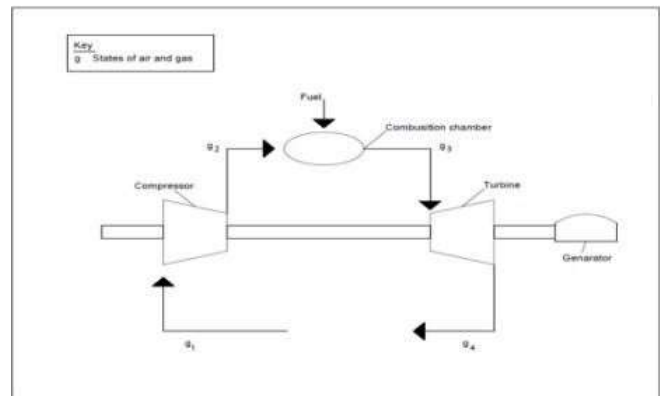 Key
g States of air and gas
Fuel
Combusition chamber
g2
g3
Compressor
Turbine
Genarator
g1
g4